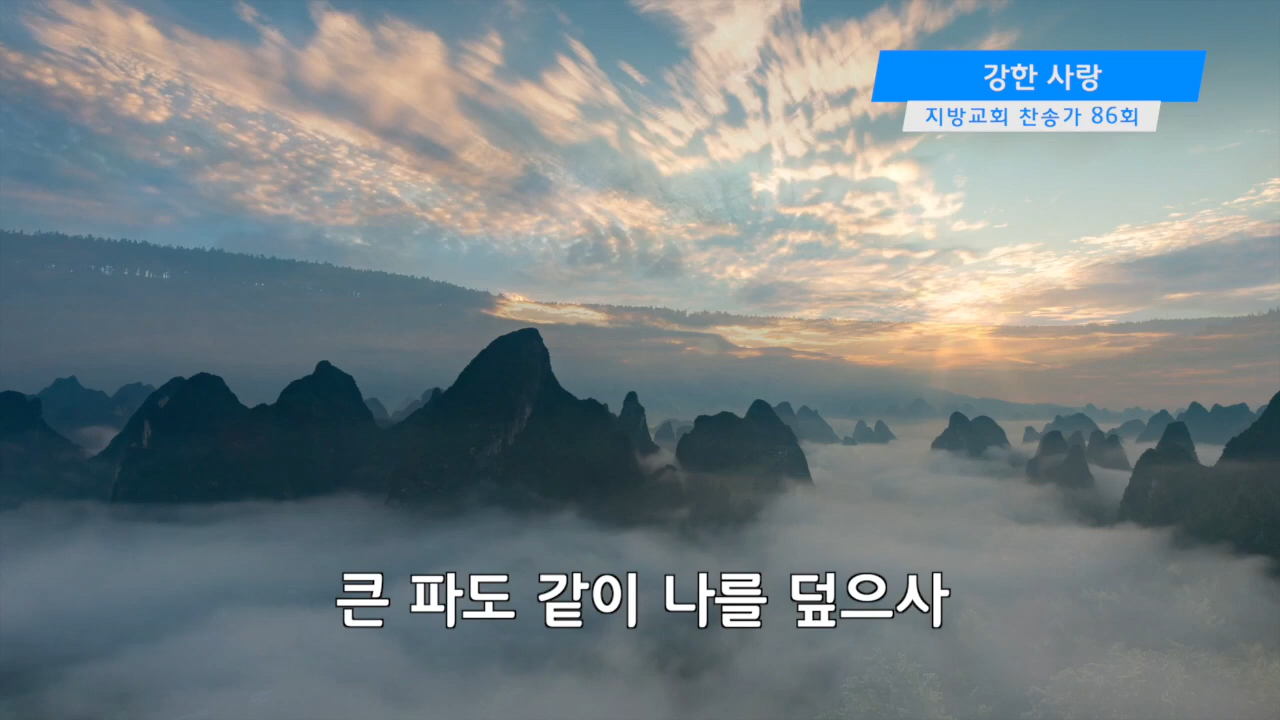 강한 사랑
지방교회 찬송가 86회
큰 파도 같이 나를 덮으사